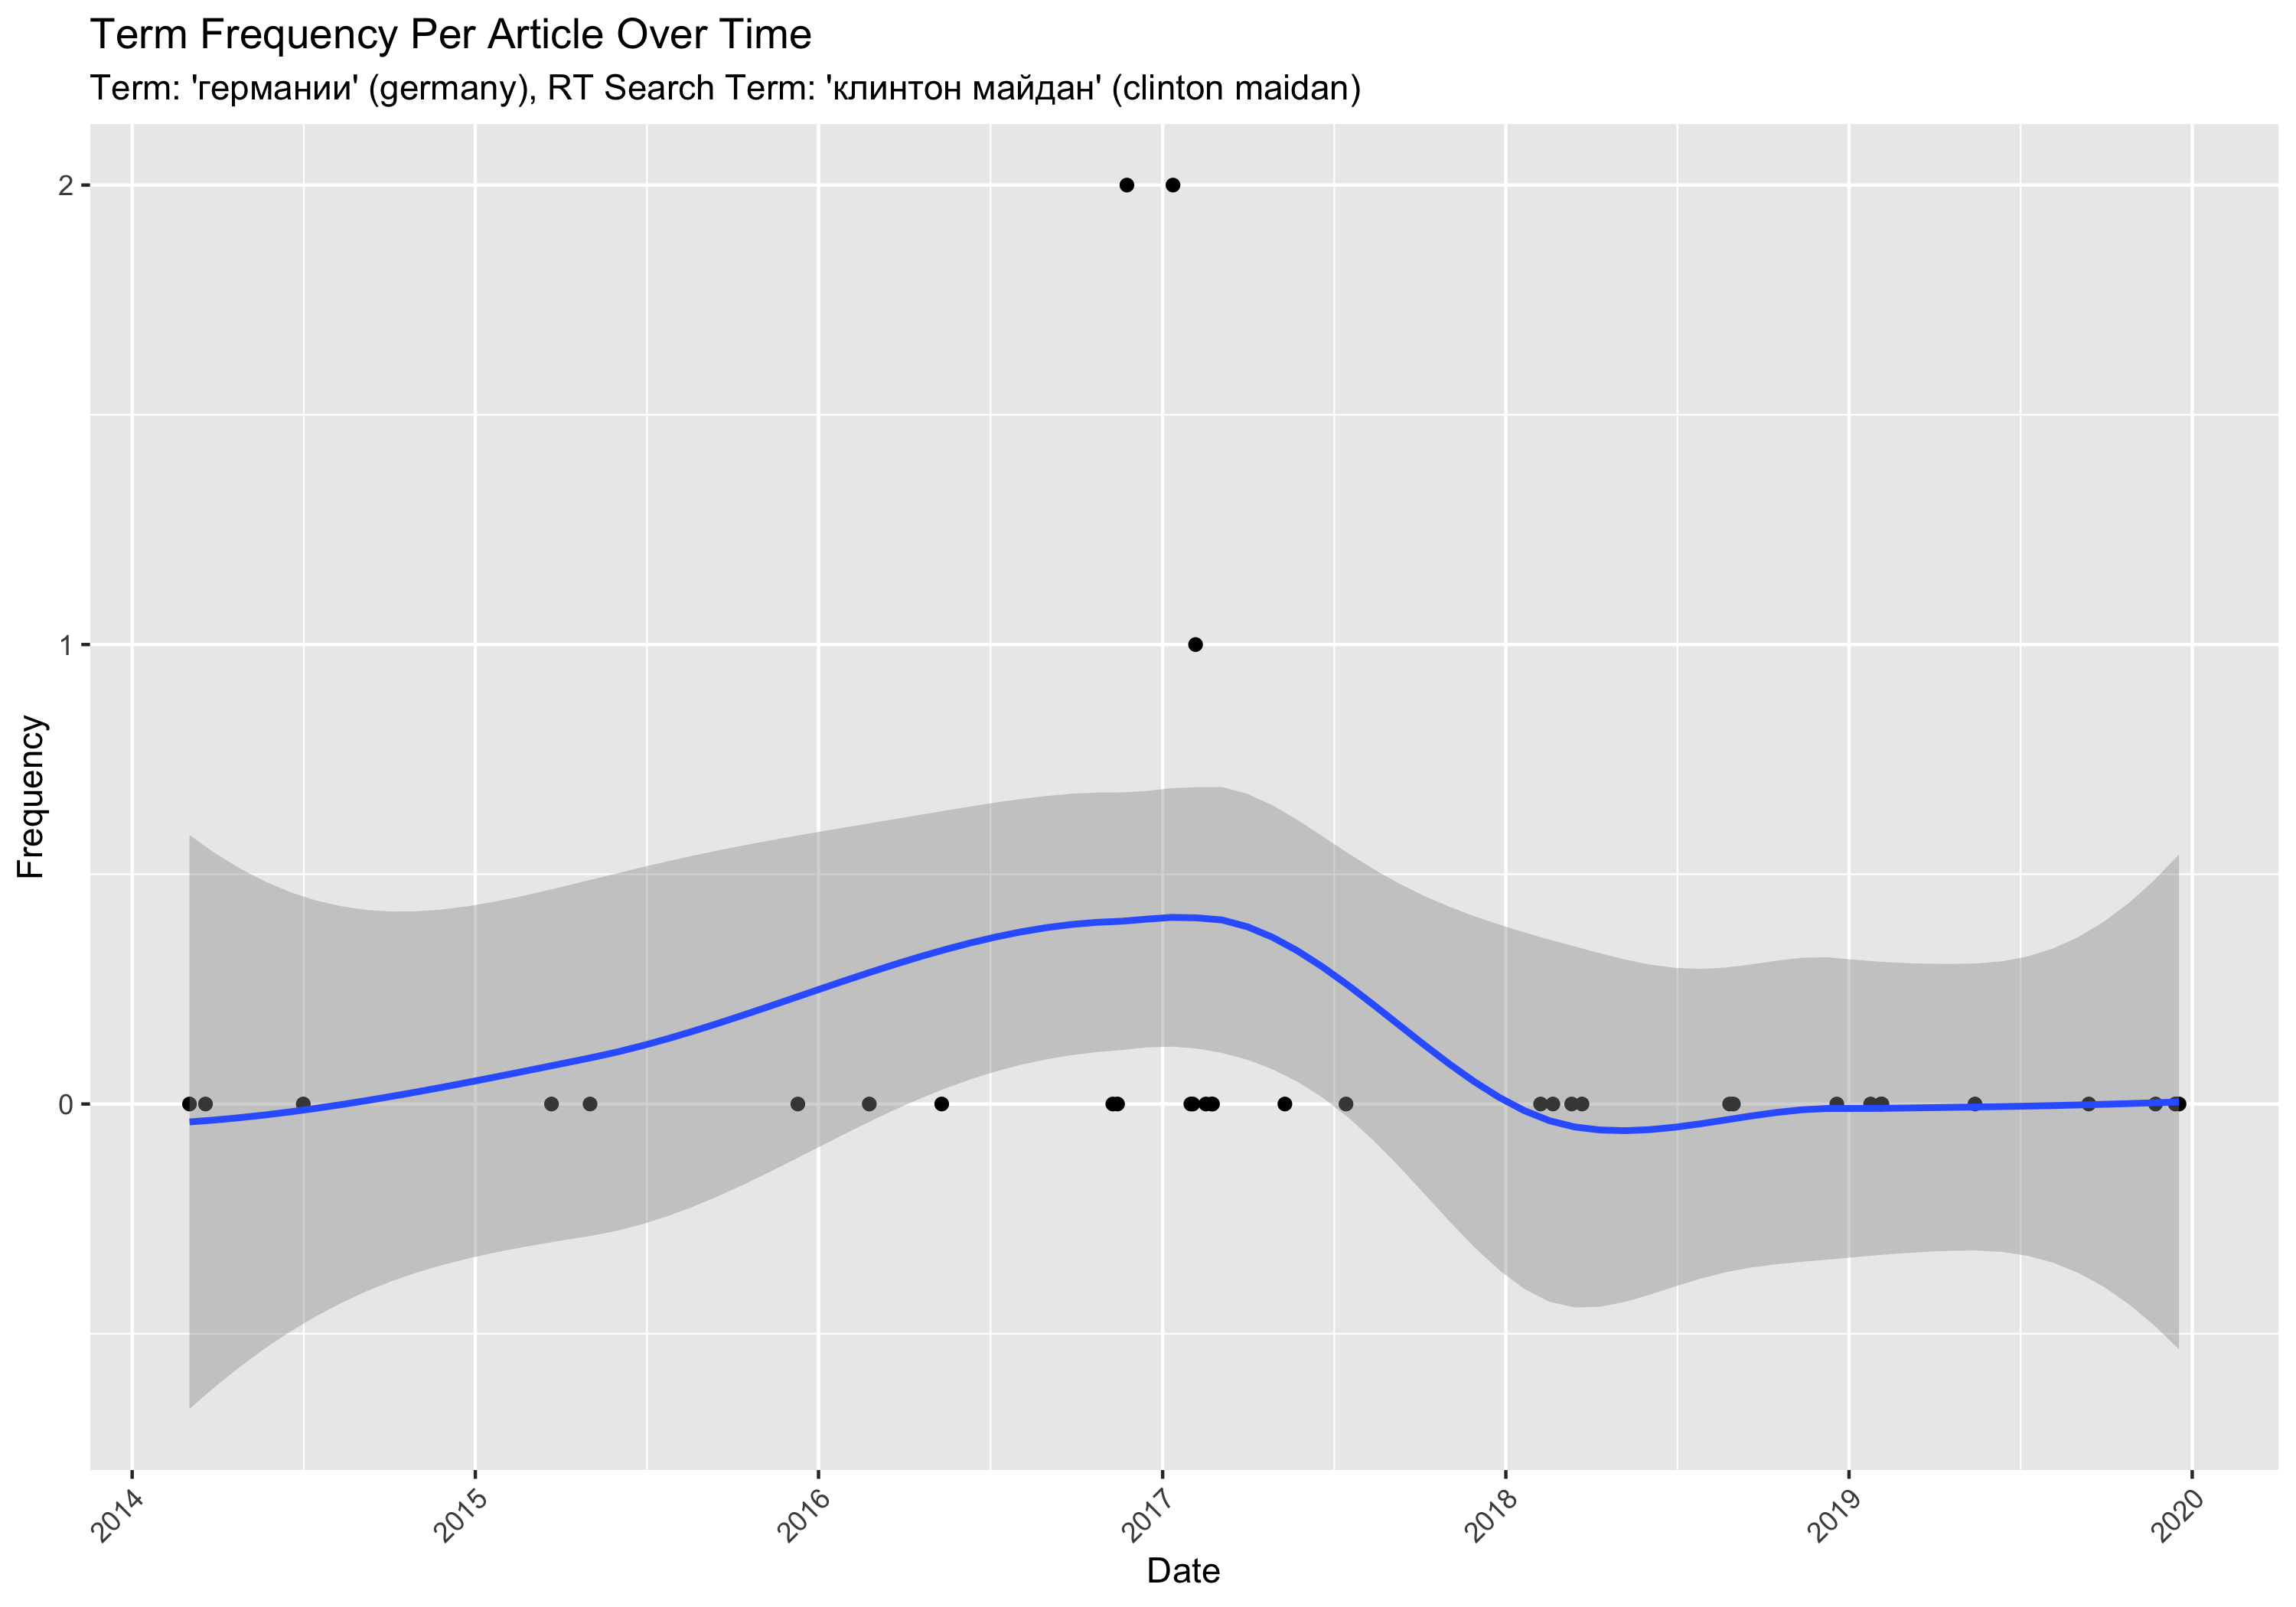 Term Frequency Per Article Over Time
Term: 'германии' (germany), RT Search Term: 'клинтон майдан' (clinton maidan)
2
1
0
Frequency
2014
2015
2016
2017
2018
2019
2020
Date